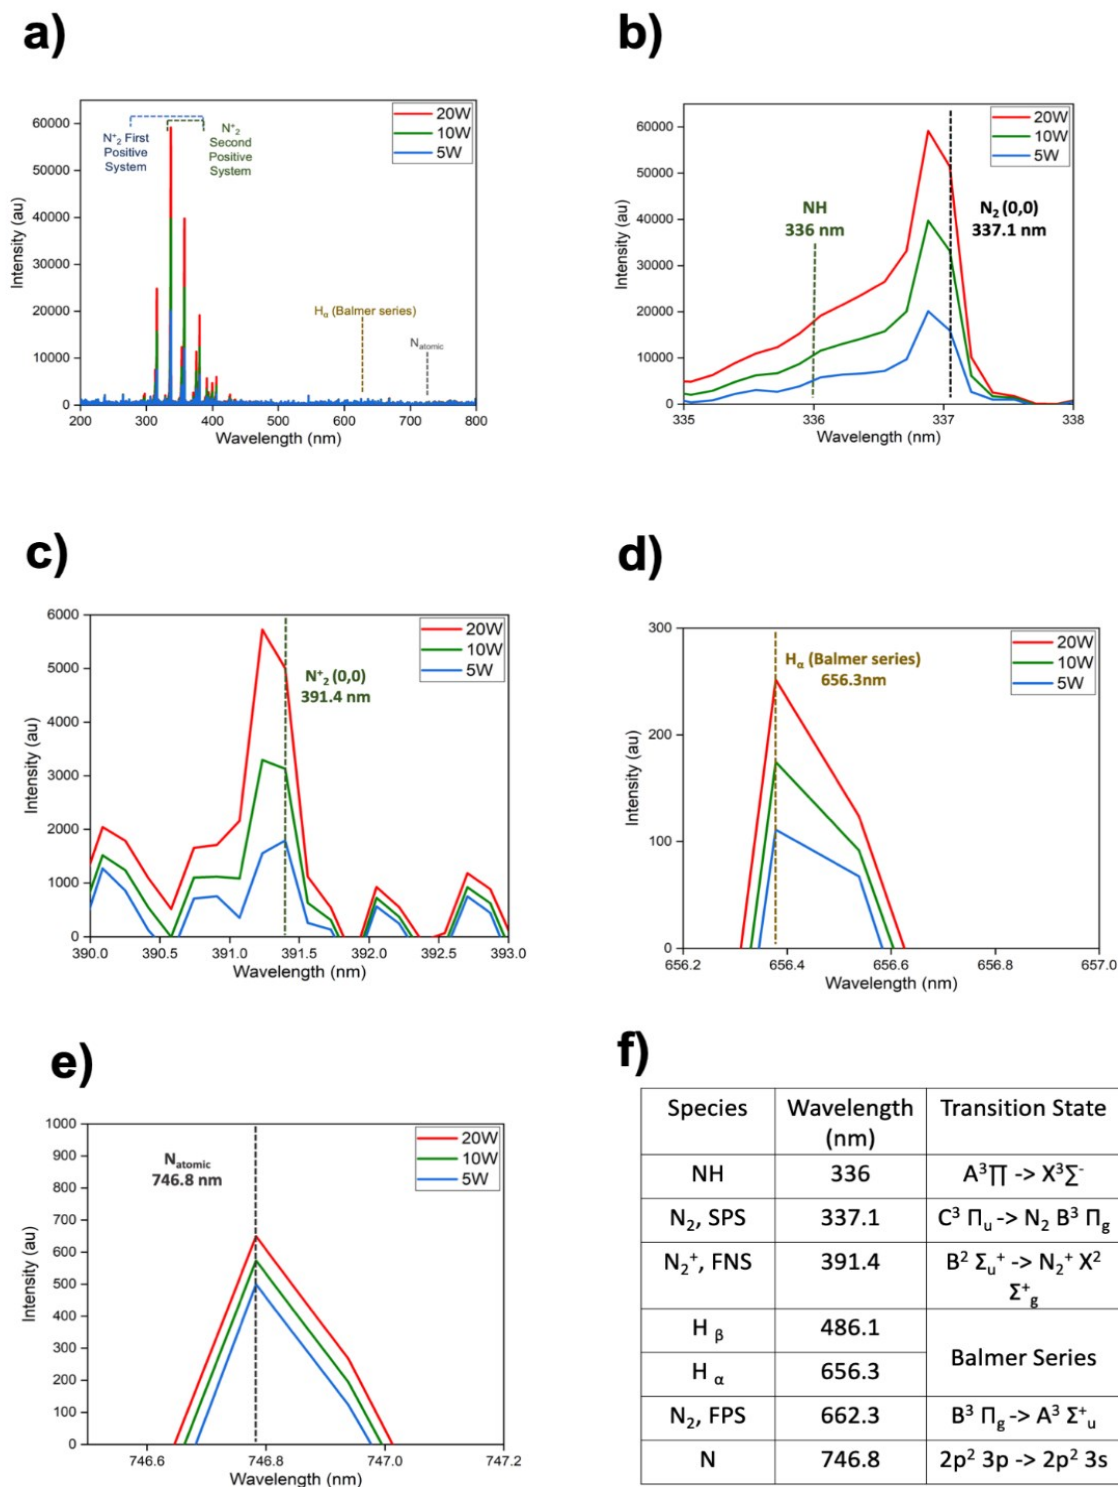 a)
60000
50000
40000
30000
20000
10000
0
Intensity (au)
200 300 400 500 600 700 800
Wavelength (nm)
N⁺₂ First
Positive
System
N⁺₂
Second
Positive
System
Hα (Balmer series)
Natomic
20W
10W
5W
b)
60000
50000
40000
30000
20000
10000
0
Intensity (au)
335 336 337 338
Wavelength (nm)
NH
336 nm
N₂ (0,0)
337.1 nm
20W
10W
5W
c)
6000
5000
4000
3000
2000
1000
0
Intensity (au)
390.0 390.5 391.0 391.5 392.0 392.5 393.0
Wavelength (nm)
N⁺₂ (0,0)
391.4 nm
20W
10W
5W
d)
300
200
100
0
Intensity (au)
656.2 656.4 656.6 656.8 657.0
Wavelength (nm)
Hα (Balmer series)
656.3nm
20W
10W
5W
e)
1000
900
800
700
600
500
400
300
200
100
0
Intensity (au)
746.6 746.8 747.0 747.2
Wavelength (nm)
Natomic
746.8 nm
20W
10W
5W
f)
Species Wavelength (nm) Transition State
NH 336 A³∏ -> X³∑⁻
N₂, SPS 337.1 C³ Πu -> N₂ B³ Πg
N₂⁺, FNS 391.4 B² Σu⁺ -> N₂⁺ X² Σ⁺g
H β 486.1 Balmer Series
H α 656.3
N₂, FPS 662.3 B³ Πg -> A³ Σ⁺u
N 746.8 2p² 3p -> 2p² 3s